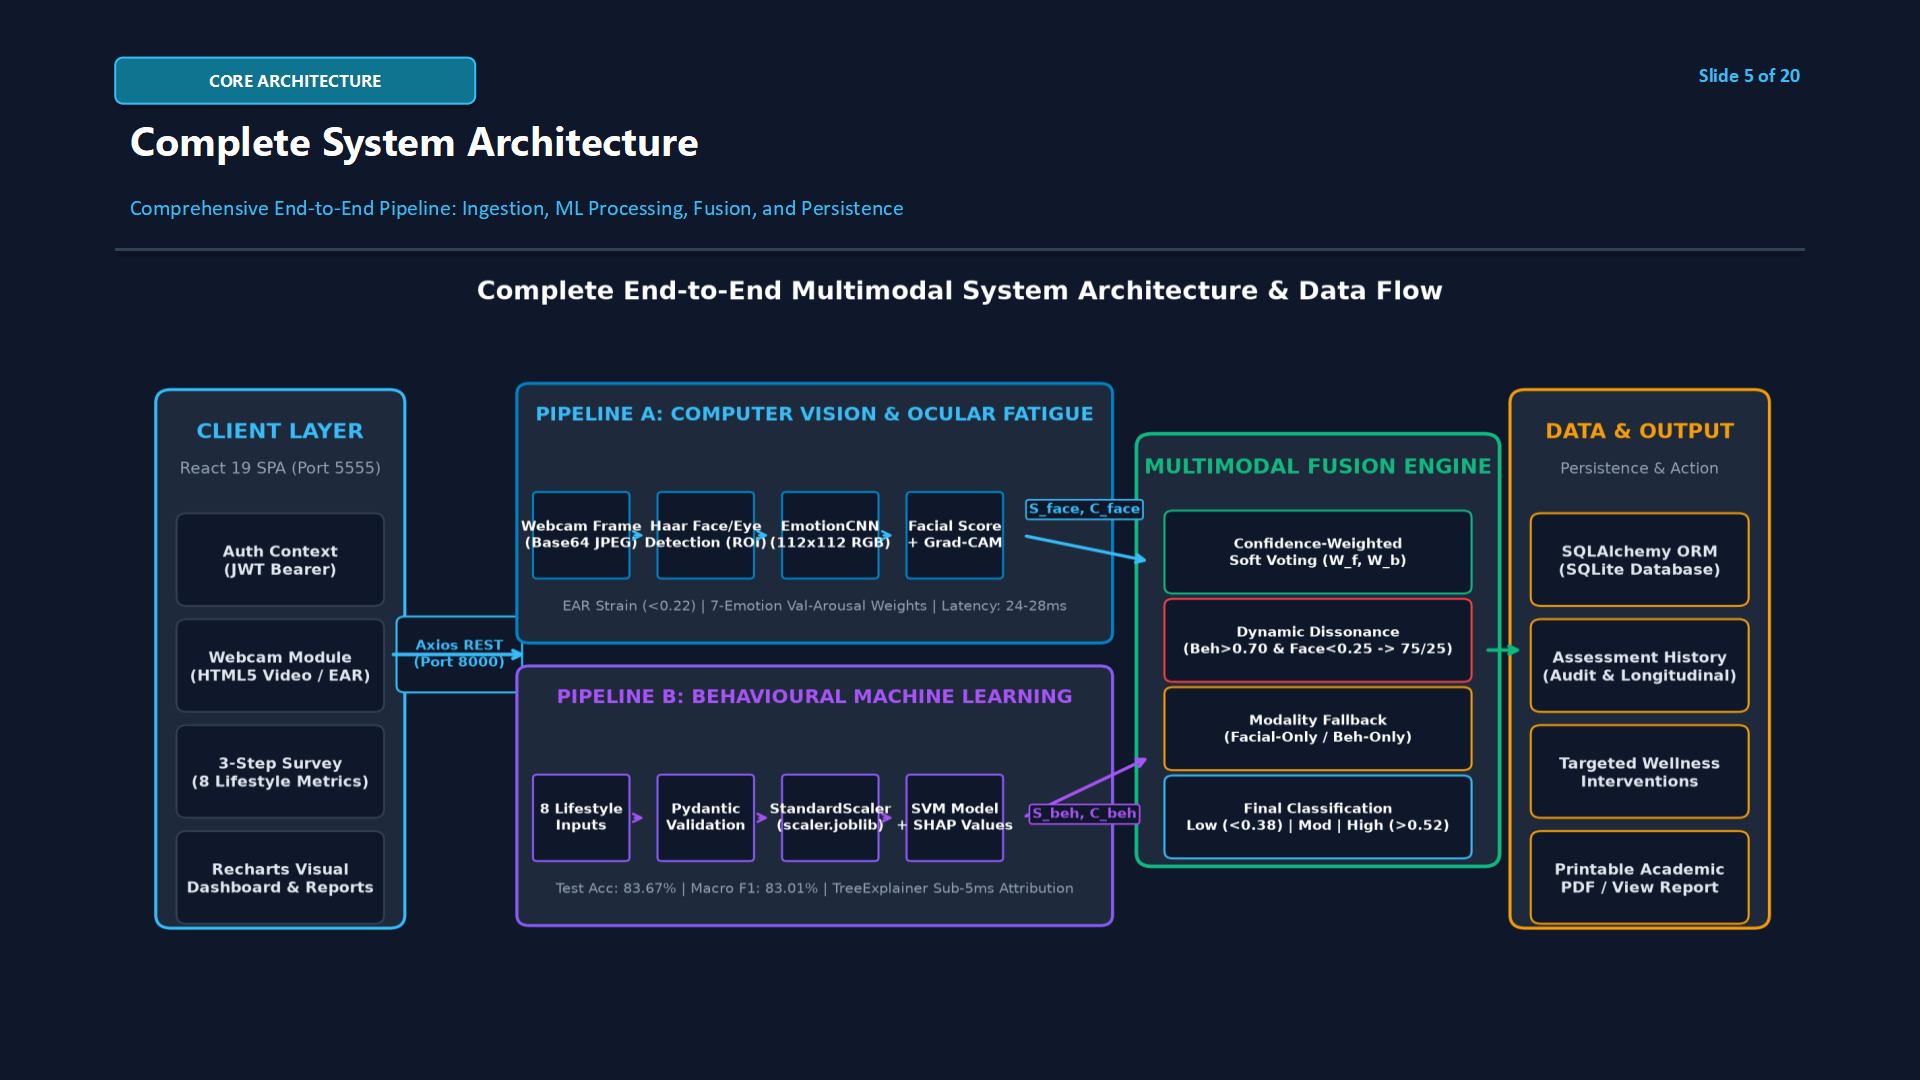 CORE ARCHITECTURE
Slide 5 of 20
Complete System Architecture
Comprehensive End-to-End Pipeline: Ingestion, ML Processing, Fusion, and Persistence
Complete End-to-End Multimodal System Architecture & Data Flow
CLIENT LAYER
React 19 SPA (Port 5555)
Auth Context
(JWT Bearer)
Webcam Module
(HTML5 Video / EAR)
3-Step Survey
(8 Lifestyle Metrics)
Recharts Visual
Dashboard & Reports
Axios REST
(Port 8000)
PIPELINE A: COMPUTER VISION & OCULAR FATIGUE
Webcam Frame
(Base64 JPEG)
Haar Face/Eye
Detection (ROI)
EmotionCNN
(112x112 RGB)
Facial Score
+ Grad-CAM
EAR Strain (<0.22) | 7-Emotion Val-Arousal Weights | Latency: 24-28ms
S_face, C_face
PIPELINE B: BEHAVIOURAL MACHINE LEARNING
8 Lifestyle
Inputs
Pydantic
Validation
StandardScaler
(scaler.joblib)
SVM Model
+ SHAP Values
Test Acc: 83.67% | Macro F1: 83.01% | TreeExplainer Sub-5ms Attribution
S_beh, C_beh
MULTIMODAL FUSION ENGINE
Confidence-Weighted
Soft Voting (W_f, W_b)
Dynamic Dissonance
(Beh>0.70 & Face<0.25 -> 75/25)
Modality Fallback
(Facial-Only / Beh-Only)
Final Classification
Low (<0.38) | Mod | High (>0.52)
DATA & OUTPUT
Persistence & Action
SQLAlchemy ORM
(SQLite Database)
Assessment History
(Audit & Longitudinal)
Targeted Wellness
Interventions
Printable Academic
PDF / View Report